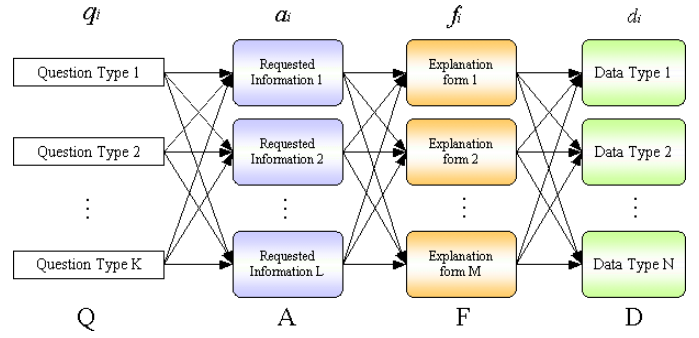 qi ai fi di
Question Type 1
Requested
Information 1
Explanation
form 1
Data Type 1
Question Type 2
Requested
Information 2
Explanation
form 2
Data Type 2
⋮ ⋮ ⋮ ⋮
Question Type K
Requested
Information L
Explanation
form M
Data Type N
Q A F D